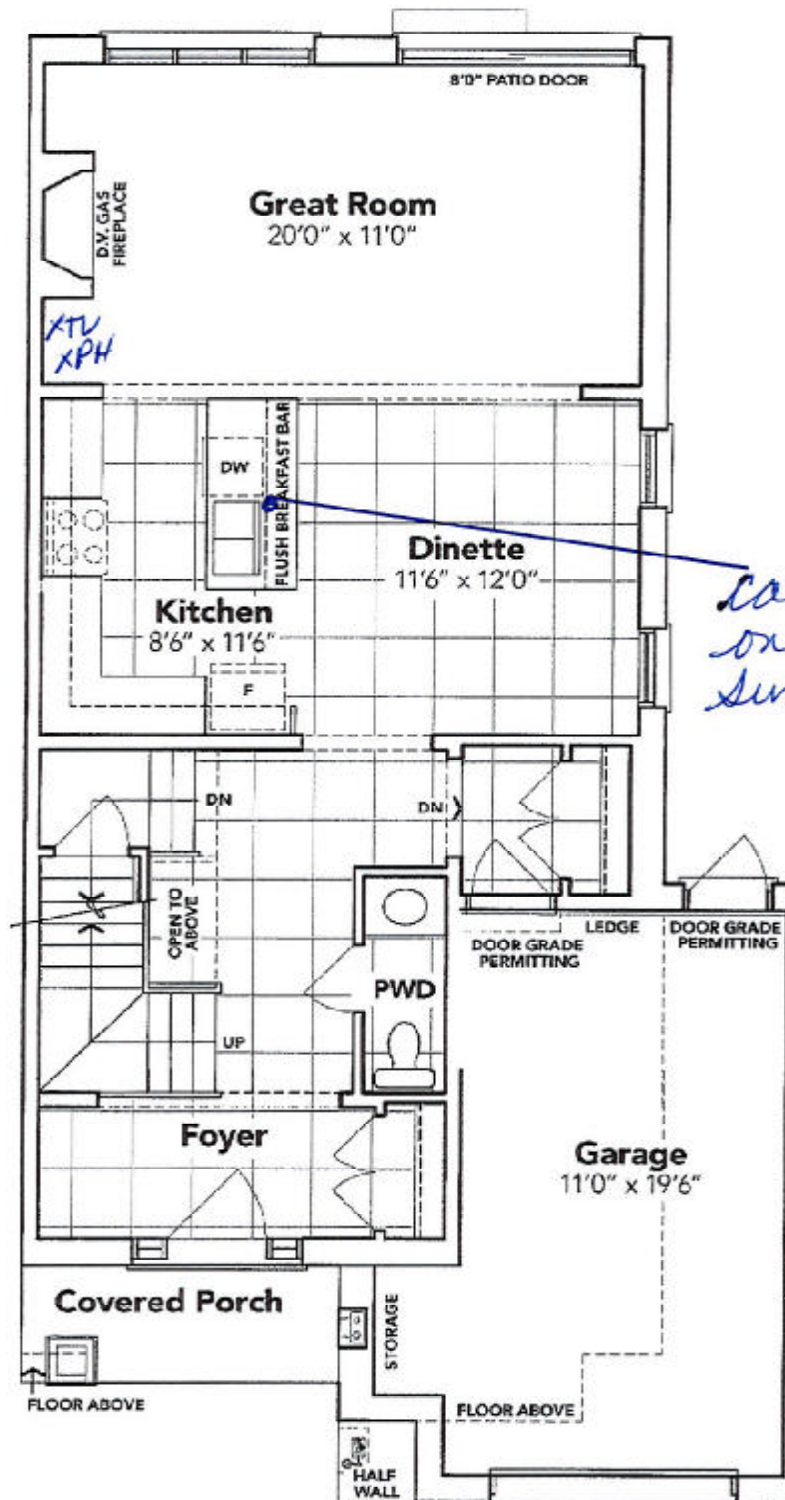 8'0" PATIO DOOR
Great Room
20'0" x 11'0"
D.V. GAS
FIREPLACE
XTV
XPH
DW
FLUSH BREAKFAST BAR
Dinette
11'6" x 12'0"
Kitchen
8'6" x 11'6"
on
F
DN
DN
OPEN TO
ABOVE
DOOR GRADE
PERMITTING
LEDGE
DOOR GRADE
PERMITTING
PWD
UP
Foyer
Garage
11'0" x 19'6"
Covered Porch
STORAGE
FLOOR ABOVE
FLOOR ABOVE
HALF
WALL